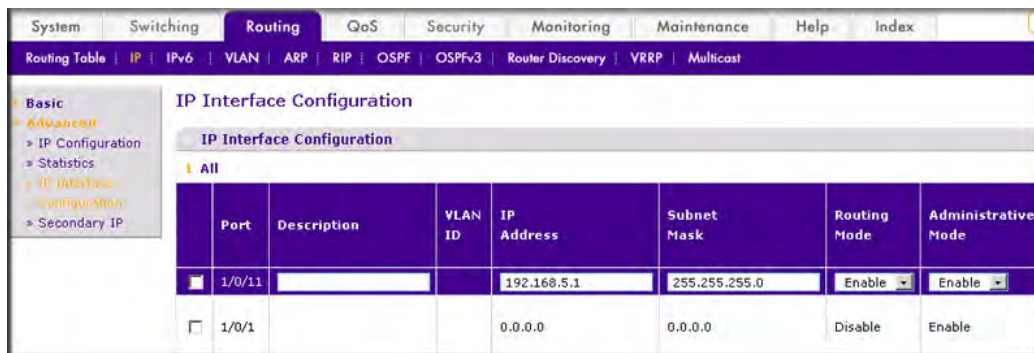 System Switching Routing QoS Security Monitoring Maintenance Help Index
Routing Table | IP | IPv6 | VLAN | ARP | RIP | OSPF | OSPFv3 | Router Discovery | VRRP | Multicast
Basic
Advanced
» IP Configuration
» Statistics
» IP Interface
Configuration
» Secondary IP
IP Interface Configuration
IP Interface Configuration
1 All
Port Description VLAN ID IP Address Subnet Mask Routing Mode Administrative Mode
1/0/11 192.168.5.1 255.255.255.0 Enable Enable
1/0/1 0.0.0.0 0.0.0.0 Disable Enable